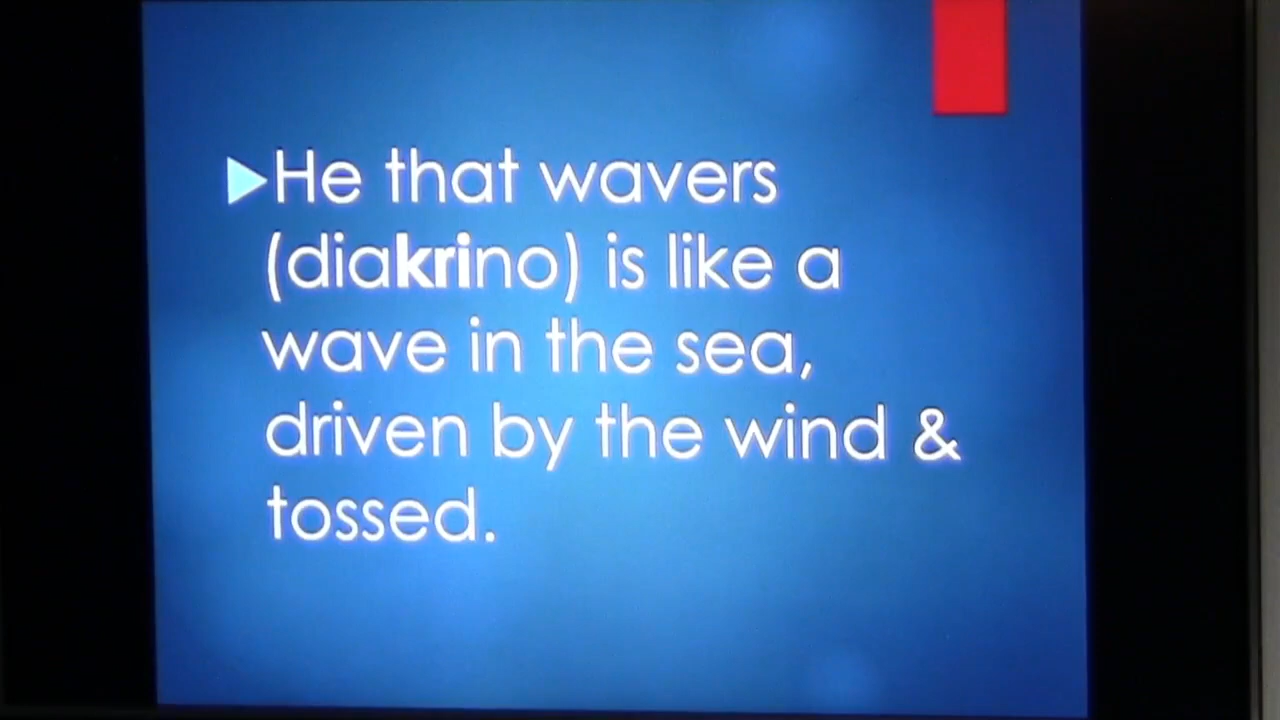 He that wavers
(diakrino) is like a
wave in the sea,
driven by the wind &
tossed.